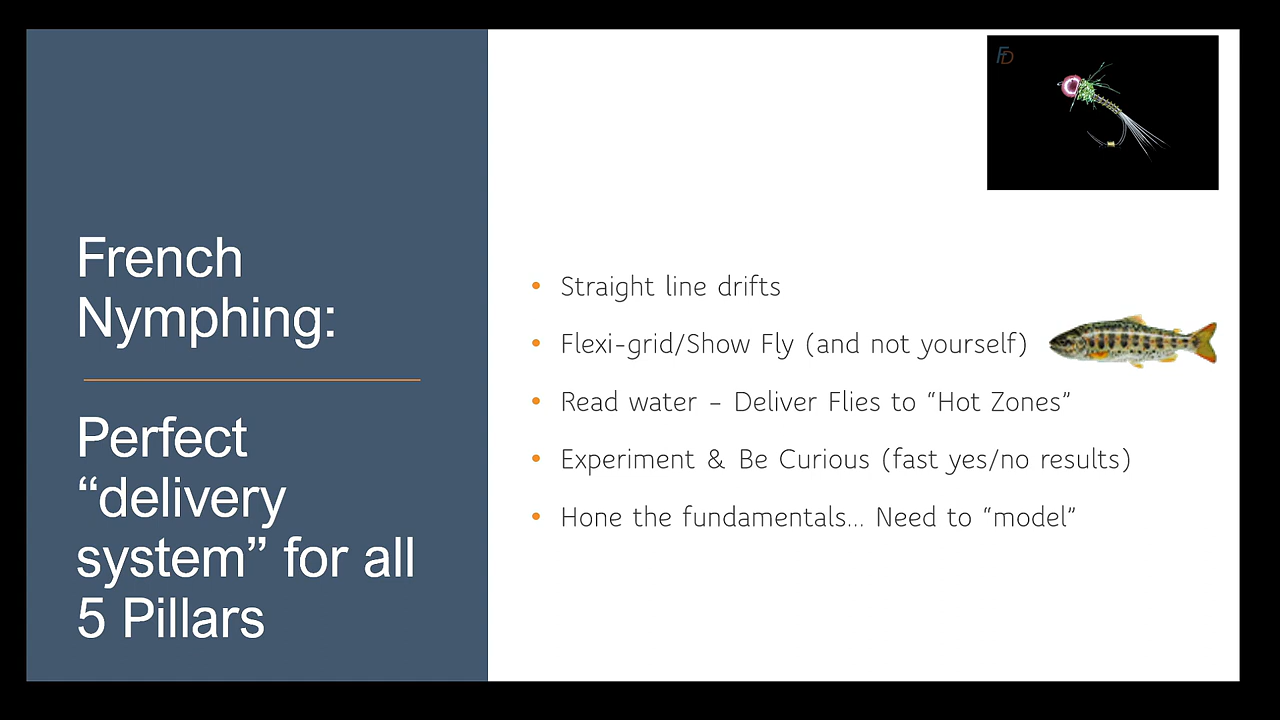 FD
French
Nymphing:
Perfect
“delivery
system” for all
5 Pillars
• Straight line drifts
• Flexi-grid/Show Fly (and not yourself)
• Read water – Deliver Flies to “Hot Zones”
• Experiment & Be Curious (fast yes/no results)
• Hone the fundamentals... Need to “model”